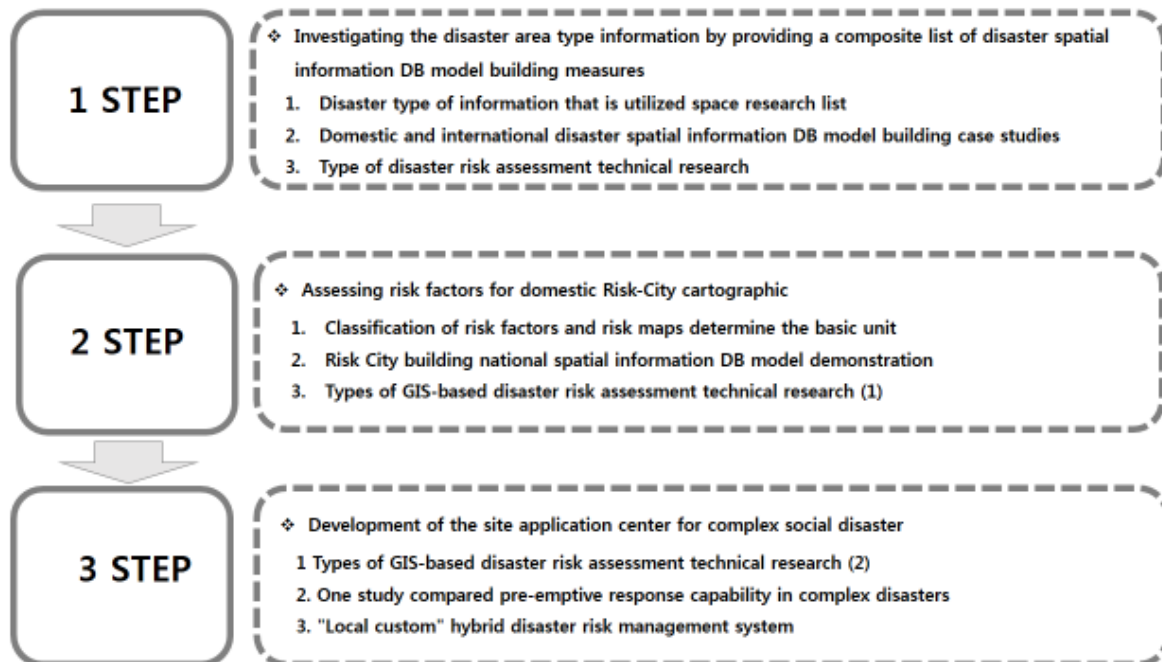 1 STEP
❖ Investigating the disaster area type information by providing a composite list of disaster spatial
information DB model building measures
1. Disaster type of information that is utilized space research list
2. Domestic and international disaster spatial information DB model building case studies
3. Type of disaster risk assessment technical research
2 STEP
❖ Assessing risk factors for domestic Risk-City cartographic
1. Classification of risk factors and risk maps determine the basic unit
2. Risk City building national spatial information DB model demonstration
3. Types of GIS-based disaster risk assessment technical research (1)
3 STEP
❖ Development of the site application center for complex social disaster
1 Types of GIS-based disaster risk assessment technical research (2)
2. One study compared pre-emptive response capability in complex disasters
3. "Local custom" hybrid disaster risk management system